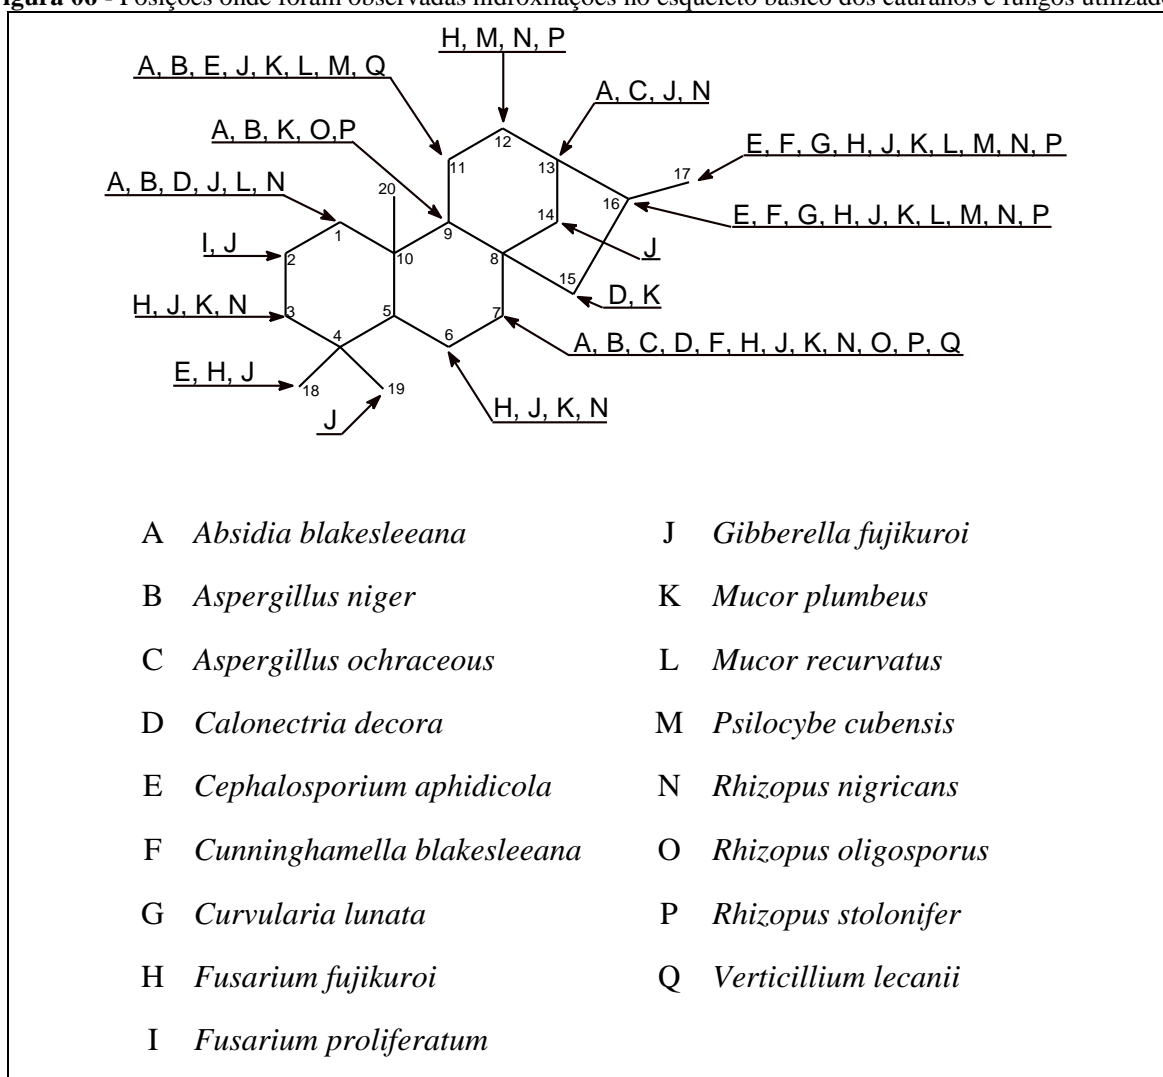 06 - Posições onde foram observadas hidroxilações no esqueleto básico dos cauranos e fungos
H, M, N, P
A, B, E, J, K, L, M, Q
A, C, J, N
A, B, K, O,P
12
E, F, G, H, J, K, L, M, N, P
11
13
17
A, B, D, J, L, N
20
16
E, F, G, H, J, K, L, M, N, P
14
1
9
I, J
2
10
8
J
15
D, K
H, J, K, N
3
5
7
4
6
A, B, C, D, F, H, J, K, N, O, P, Q
E, H, J
18
19
J
H, J, K, N
A Absidia blakesleeana
J Gibberella fujikuroi
B Aspergillus niger
K Mucor plumbeus
C Aspergillus ochraceous
L Mucor recurvatus
D Calonectria decora
M Psilocybe cubensis
E Cephalosporium aphidicola
N Rhizopus nigricans
F Cunninghamella blakesleeana
O Rhizopus oligosporus
G Curvularia lunata
P Rhizopus stolonifer
H Fusarium fujikuroi
Q Verticillium lecanii
I Fusarium proliferatum